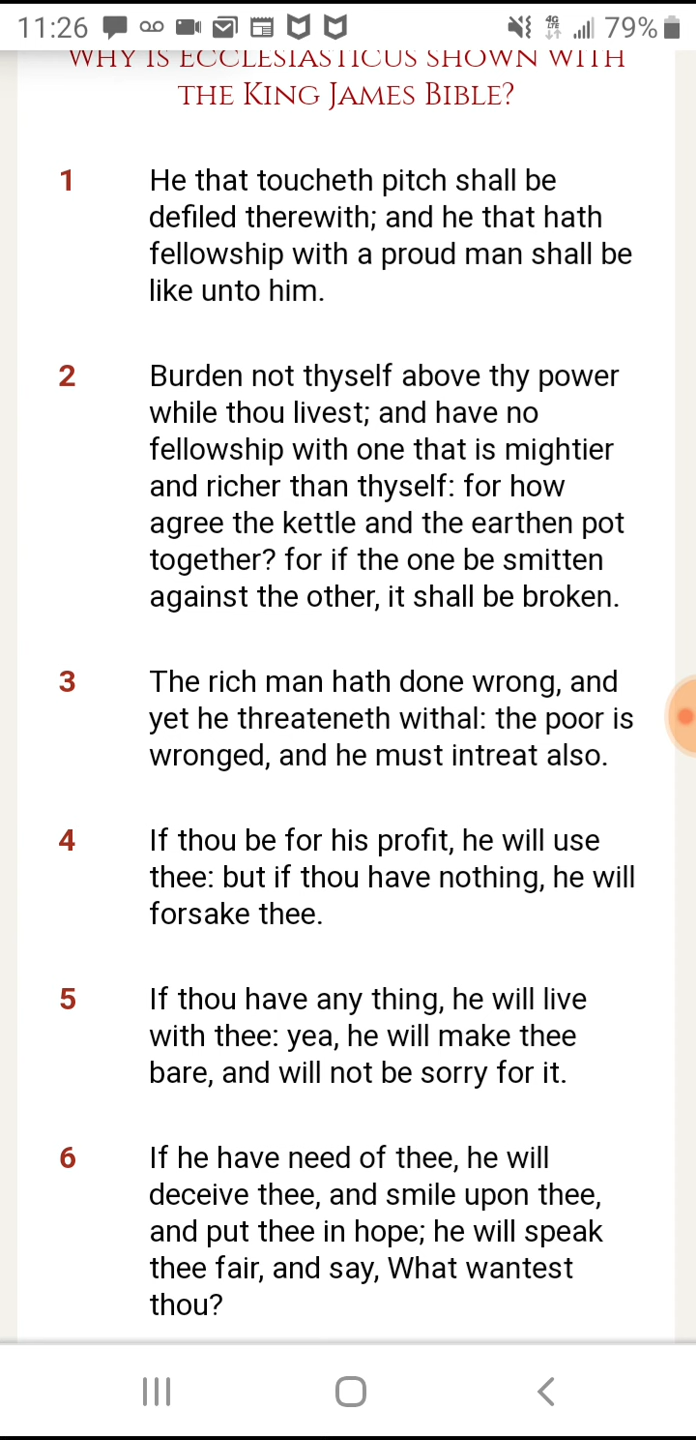 11:26
4G
LTE
79%
WHY IS ECCLESIASTICUS SHOWN WITH
THE KING JAMES BIBLE?
1 He that toucheth pitch shall be
defiled therewith; and he that hath
fellowship with a proud man shall be
like unto him.
2 Burden not thyself above thy power
while thou livest; and have no
fellowship with one that is mightier
and richer than thyself: for how
agree the kettle and the earthen pot
together? for if the one be smitten
against the other, it shall be broken.
3 The rich man hath done wrong, and
yet he threateneth withal: the poor is
wronged, and he must intreat also.
4 If thou be for his profit, he will use
thee: but if thou have nothing, he will
forsake thee.
5 If thou have any thing, he will live
with thee: yea, he will make thee
bare, and will not be sorry for it.
6 If he have need of thee, he will
deceive thee, and smile upon thee,
and put thee in hope; he will speak
thee fair, and say, What wantest
thou?